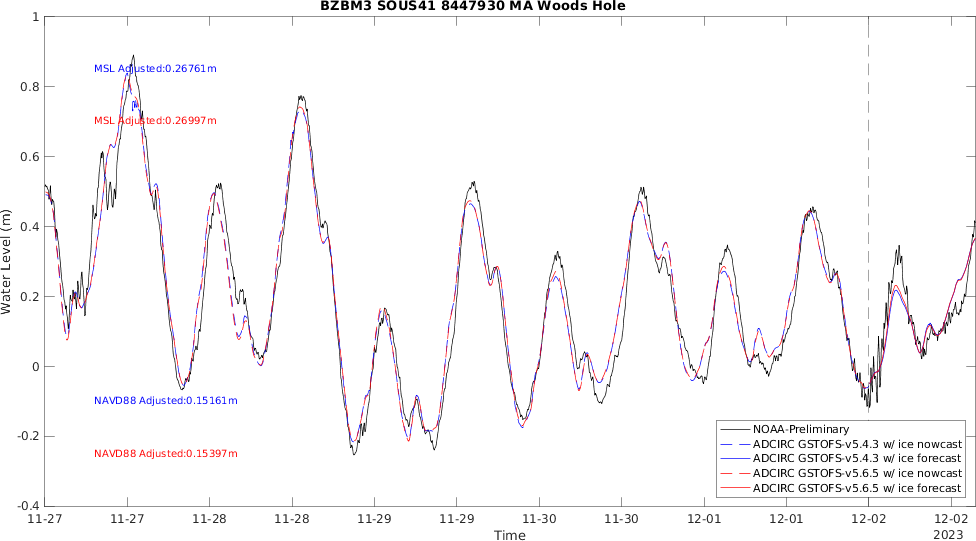 BZBM3 SOUS41 8447930 MA Woods Hole
1
0.8
0.6
0.4
0.2
0
-0.2
-0.4
Water Level (m)
MSL Adjusted:0.26761m
MSL Adjusted:0.26997m
NAVD88 Adjusted:0.15161m
NAVD88 Adjusted:0.15397m
NOAA-Preliminary
ADCIRC GSTOFS-v5.4.3 w/ ice nowcast
ADCIRC GSTOFS-v5.4.3 w/ ice forecast
ADCIRC GSTOFS-v5.6.5 w/ ice nowcast
ADCIRC GSTOFS-v5.6.5 w/ ice forecast
11-27 11-27 11-28 11-28 11-29 11-29 11-30 11-30 12-01 12-01 12-02 12-02
2023
Time